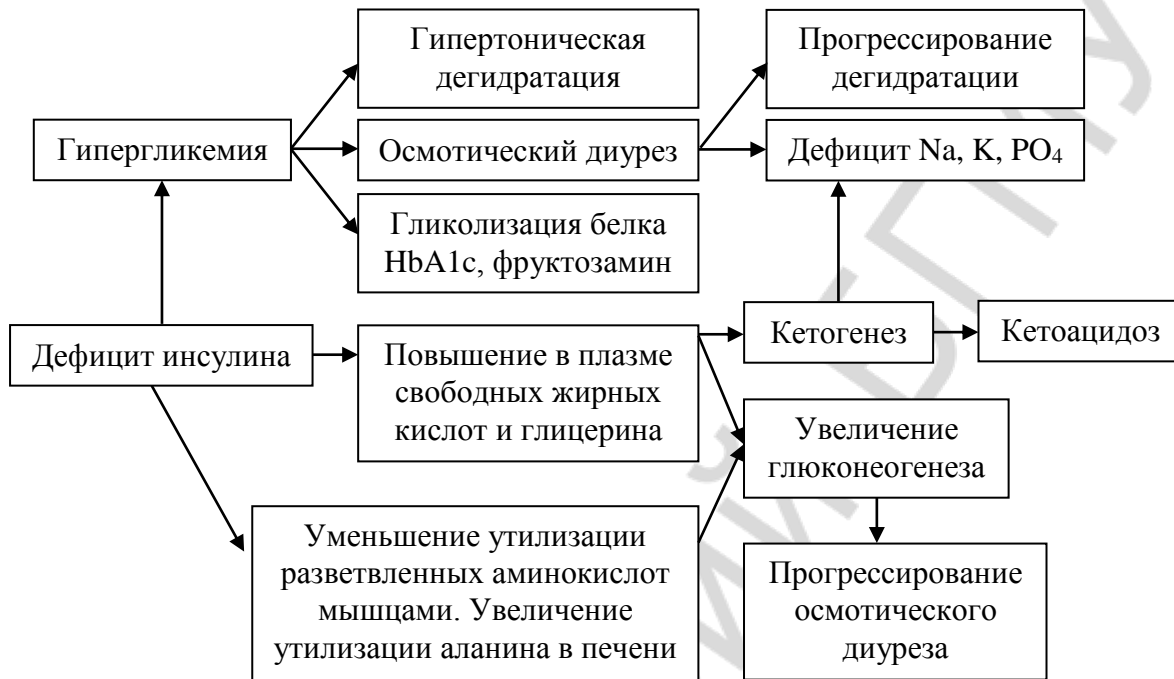 Гипертоническая
дегидратация
Прогрессирование
дегидратации
Гипергликемия
Осмотический диурез
Дефицит Na, K, PO₄
Гликолизация белка
HbA1c, фруктозамин
Дефицит инсулина
Повышение в плазме
свободных жирных
кислот и глицерина
Кетогенез
Кетоацидоз
Увеличение
глюконеогенеза
Уменьшение утилизации
разветвленных аминокислот
мышцами. Увеличение
утилизации аланина в печени
Прогрессирование
осмотического
диуреза